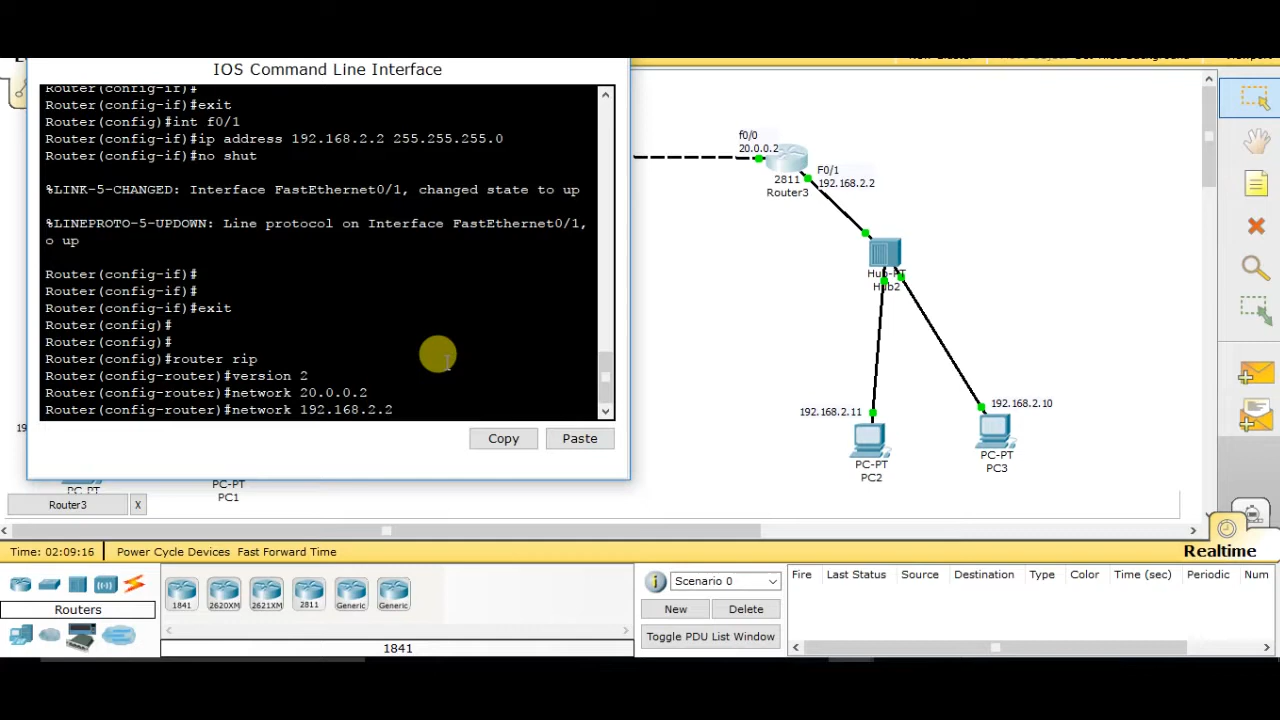 IOS Command Line Interface
Router(config-if)#
Router(config-if)#exit
Router(config)#int f0/1
Router(config-if)#ip address 192.168.2.2 255.255.255.0
Router(config-if)#no shut
%LINK-5-CHANGED: Interface FastEthernet0/1, changed state to up
%LINEPROTO-5-UPDOWN: Line protocol on Interface FastEthernet0/1,
o up
Router(config-if)#
Router(config-if)#
Router(config-if)#exit
Router(config)#
Router(config)#
Router(config)#router rip
Router(config-router)#version 2
Router(config-router)#network 20.0.0.2
Router(config-router)#network 192.168.2.2
Copy
Paste
f0/0
20.0.0.2
F0/1
192.168.2.2
2811
Router3
Hub-PT
Hub2
192.168.2.11
192.168.2.10
PC-PT
PC2
PC-PT
PC3
PC-PT
PC1
Router3
X
Time: 02:09:16
Power Cycle Devices Fast Forward Time
Realtime
Routers
1841
2620XM
2621XM
2811
Generic
Generic
1841
Scenario 0
New
Delete
Toggle PDU List Window
Fire
Last Status
Source
Destination
Type
Color
Time (sec)
Periodic
Num